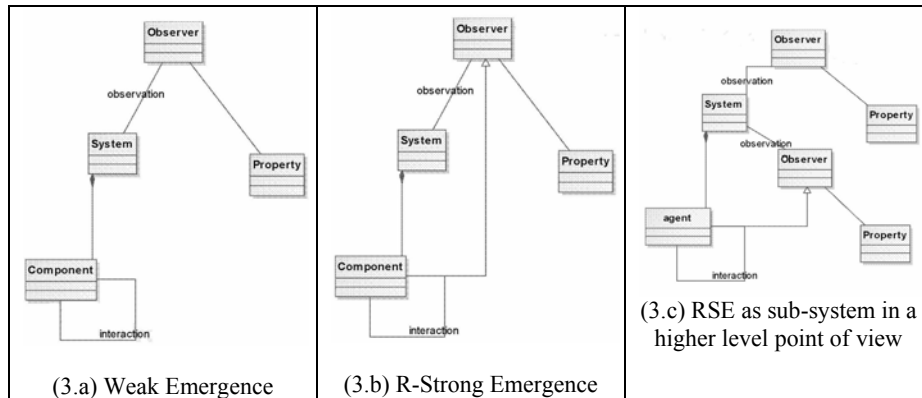 Observer
observation
System
Property
Component
interaction
(3.a) Weak Emergence
Observer
observation
System
Property
Component
interaction
(3.b) R-Strong Emergence
Observer
System
observation
Property
observation
Observer
agent
Property
interaction
(3.c) RSE as sub-system in a
higher level point of view